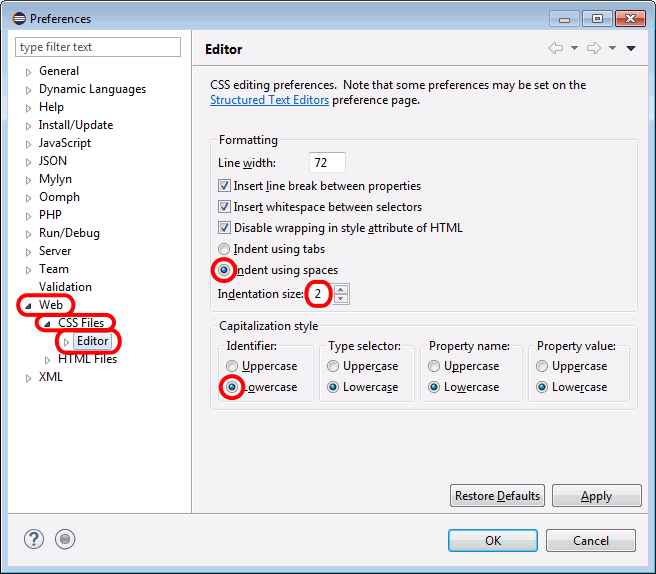 Preferences
type filter text
General
Dynamic Languages
Help
Install/Update
JavaScript
JSON
Mylyn
Oomph
PHP
Run/Debug
Server
Team
Validation
Web
CSS Files
Editor
HTML Files
XML
Editor
CSS editing preferences.  Note that some preferences may be set on the
Structured Text Editors preference page.
Formatting
Line width: 72
Insert line break between properties
Insert whitespace between selectors
Disable wrapping in style attribute of HTML
Indent using tabs
Indent using spaces
Indentation size: 2
Capitalization style
Identifier: Type selector: Property name: Property value:
Uppercase Uppercase Uppercase Uppercase
Lowercase Lowercase Lowercase Lowercase
Restore Defaults Apply
? OK Cancel